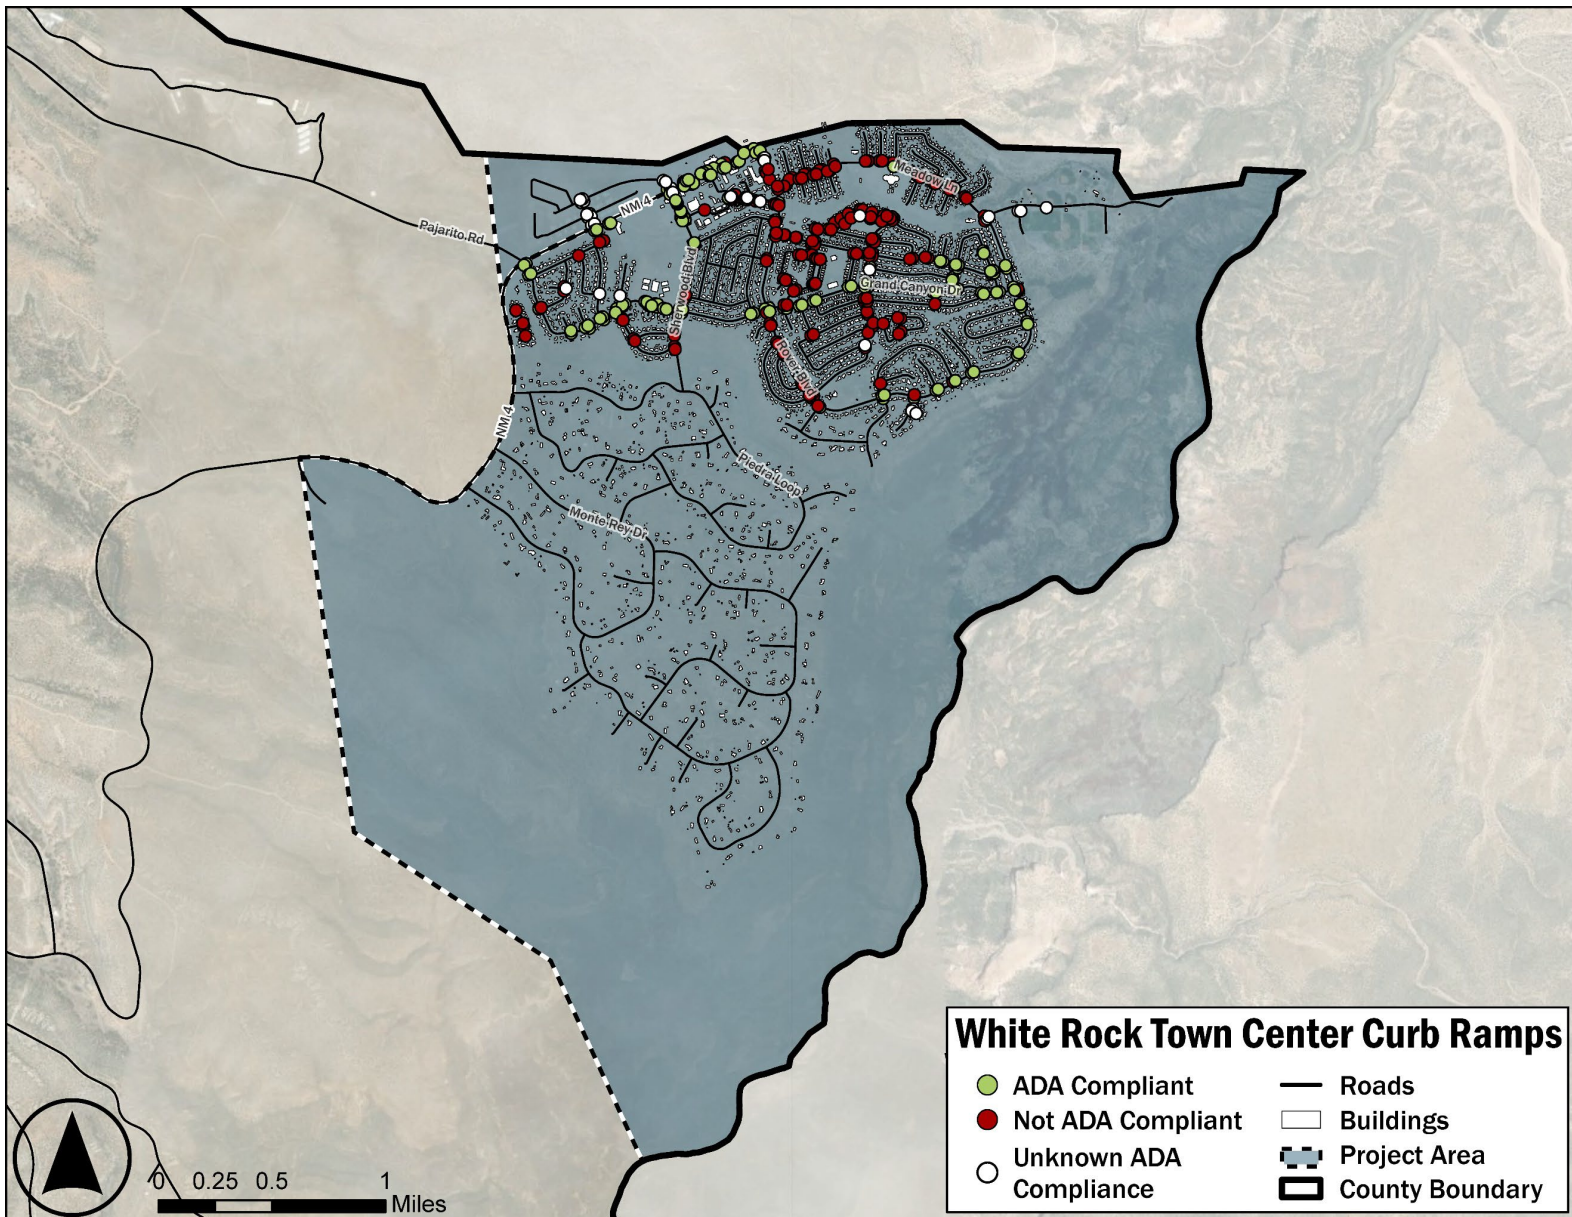 Meadow Ln
NM 4
Pajarito Rd
Sherwood Blvd
Grand Canyon Dr
Rover Blvd
NM 4
Piedra Loop
Monte Rey Dr
White Rock Town Center Curb Ramps
ADA Compliant
Roads
Not ADA Compliant
Buildings
Unknown ADA
Compliance
Project Area
County Boundary
0 0.25 0.5 1
Miles